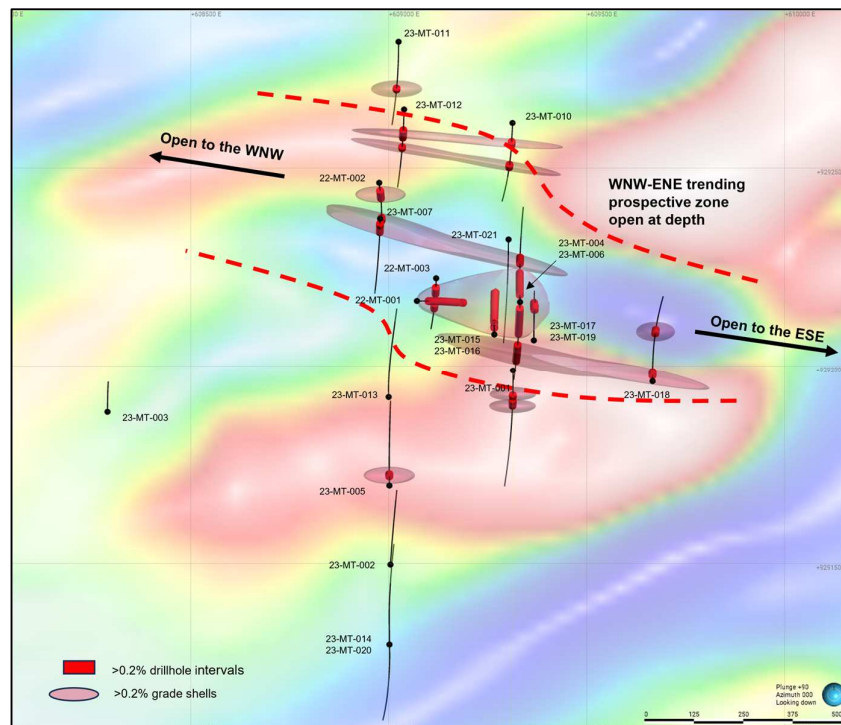 +608500 E
+609000 E
+609500 E
+610000 E
23-MT-011
23-MT-012
23-MT-010
Open to the WNW
22-MT-002
23-MT-007
WNW-ENE trending
prospective zone
open at depth
23-MT-021
23-MT-004
23-MT-006
22-MT-003
22-MT-001
23-MT-017
23-MT-019
Open to the ESE
23-MT-015
23-MT-016
23-MT-001
23-MT-018
23-MT-013
23-MT-003
23-MT-005
23-MT-002
23-MT-014
23-MT-020
>0.2% drillhole intervals
>0.2% grade shells
Plunge +90
Azimuth 000
Looking down
0 125 250 375 500